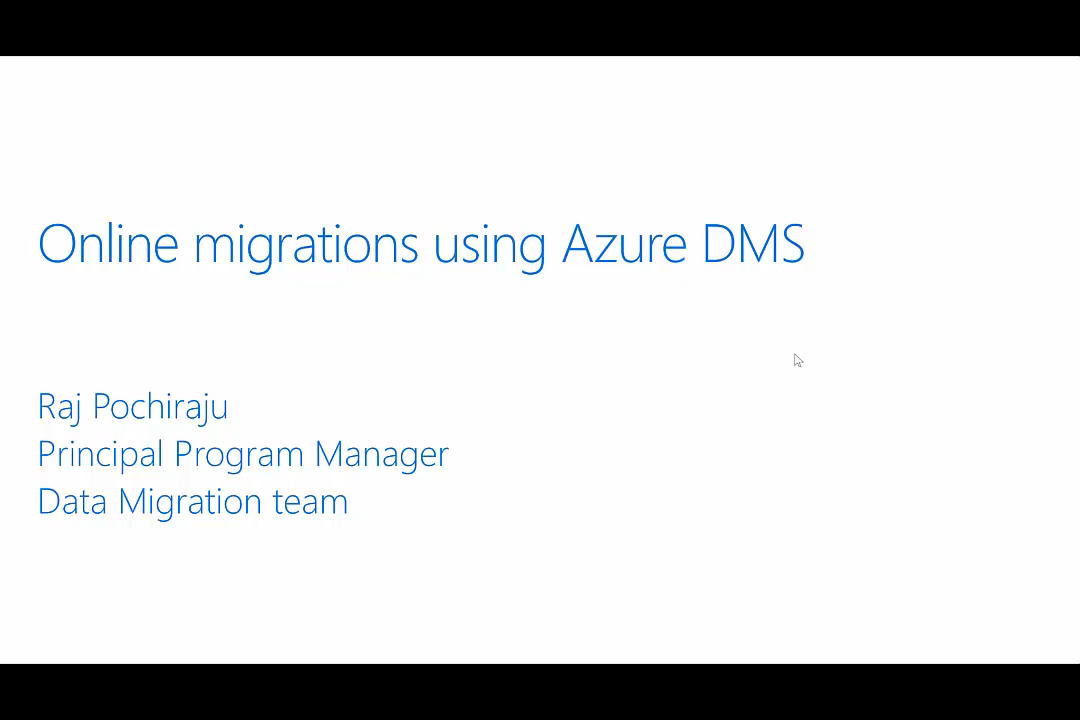 Online migrations using Azure DMS
Raj Pochiraju
Principal Program Manager
Data Migration team